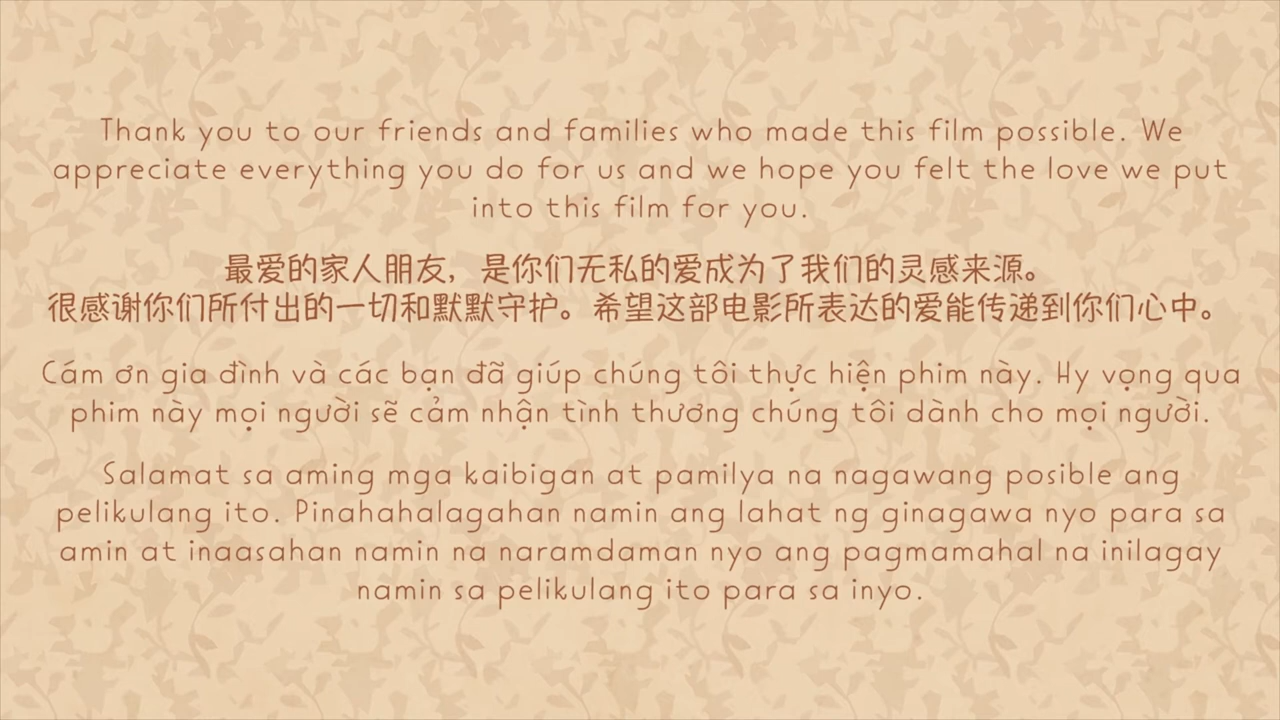 Thank you to our friends and families who made this film possible. We
appreciate everything you do for us and we hope you felt the love we put
into this film for you.
最爱的家人朋友，是你们无私的爱成为了我们的灵感来源。
很感谢你们所付出的一切和默默守护。希望这部电影所表达的爱能传递到你们心中。
Cám ơn gia đình và các bạn đã giúp chúng tôi thực hiện phim này. Hy vọng qua
phim này mọi người sẽ cảm nhận tình thương chúng tôi dành cho mọi người.
Salamat sa aming mga kaibigan at pamilya na nagawang posible ang
pelikulang ito. Pinahahalagahan namin ang lahat ng ginagawa nyo para sa
amin at inaasahan namin na naramdaman nyo ang pagmamahal na inilagay
namin sa pelikulang ito para sa inyo.